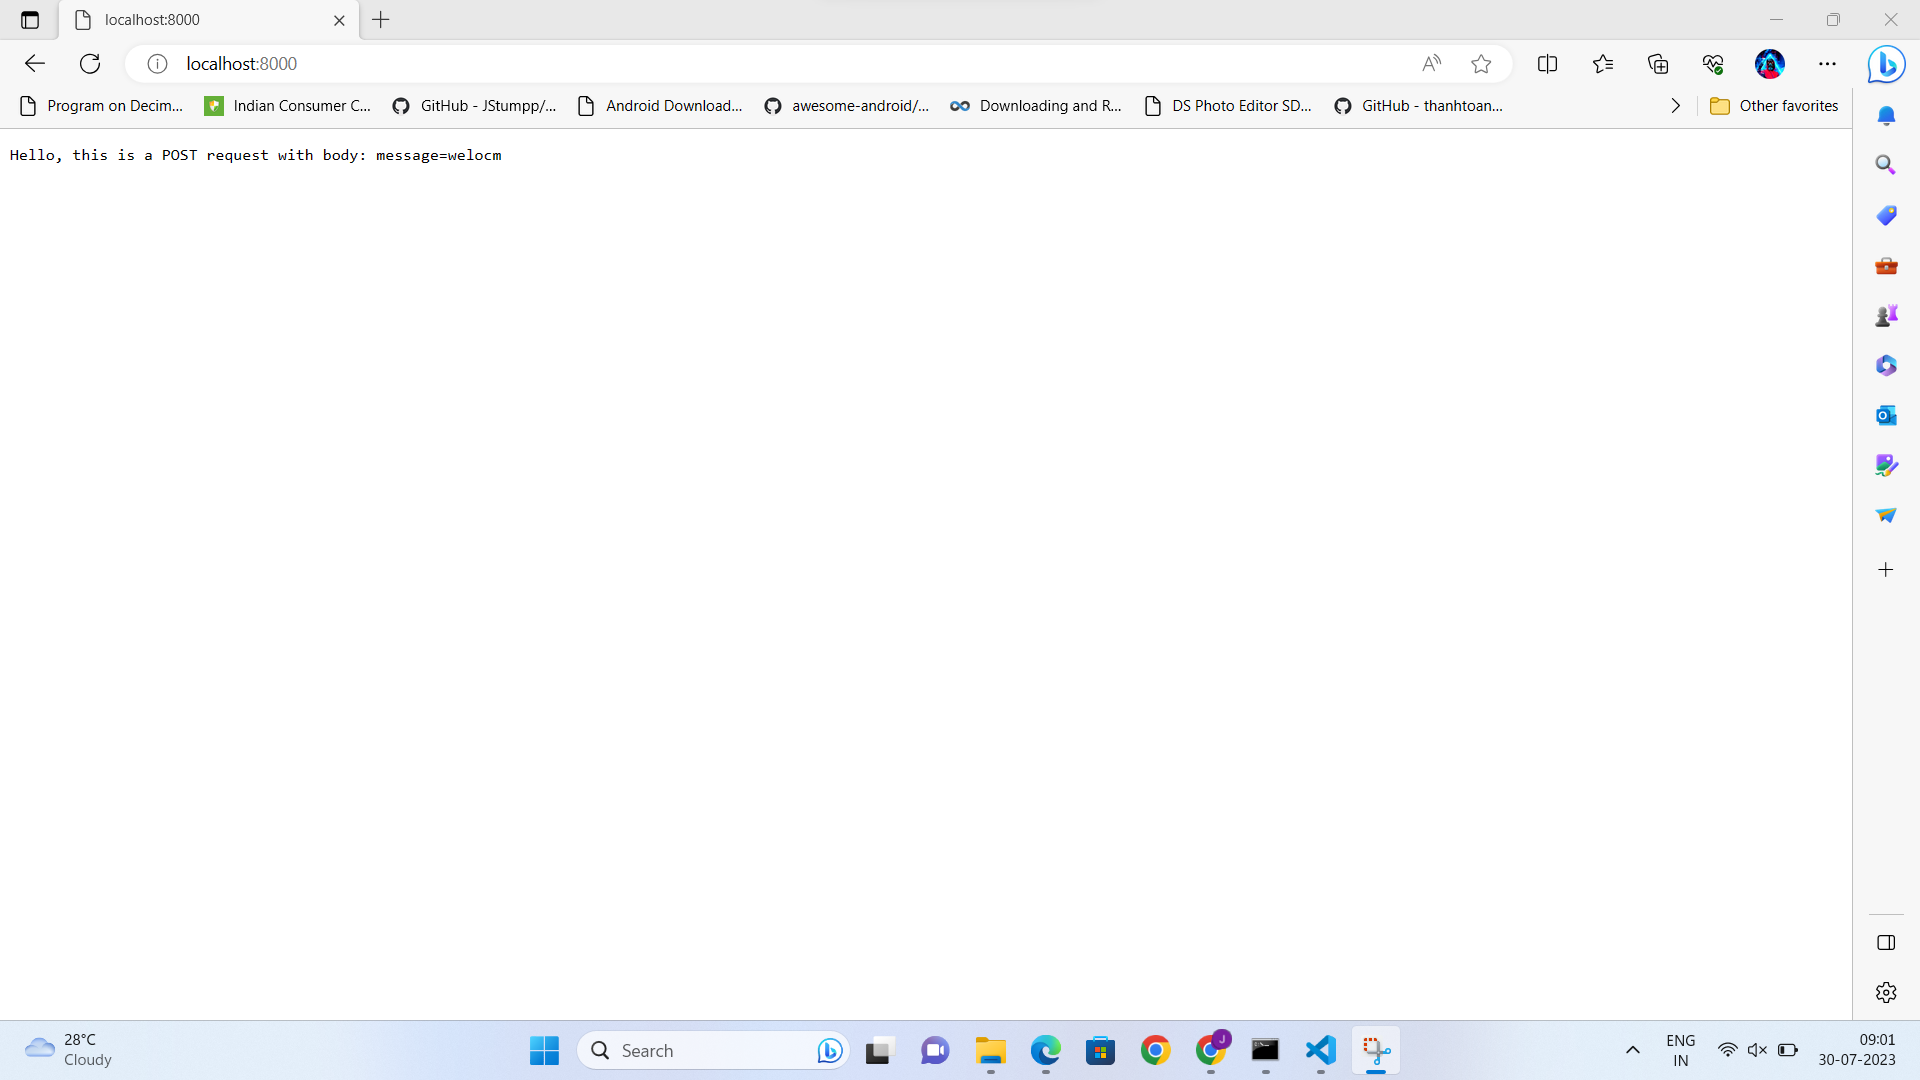 localhost:8000
localhost:8000
Program on Decim...
Indian Consumer C...
GitHub - JStumpp/...
Android Download...
awesome-android/...
Downloading and R...
DS Photo Editor SD...
GitHub - thanhtoan...
Other favorites
Hello, this is a POST request with body: message=welocm
28°C
Cloudy
Search
J
ENG
IN
09:01
30-07-2023